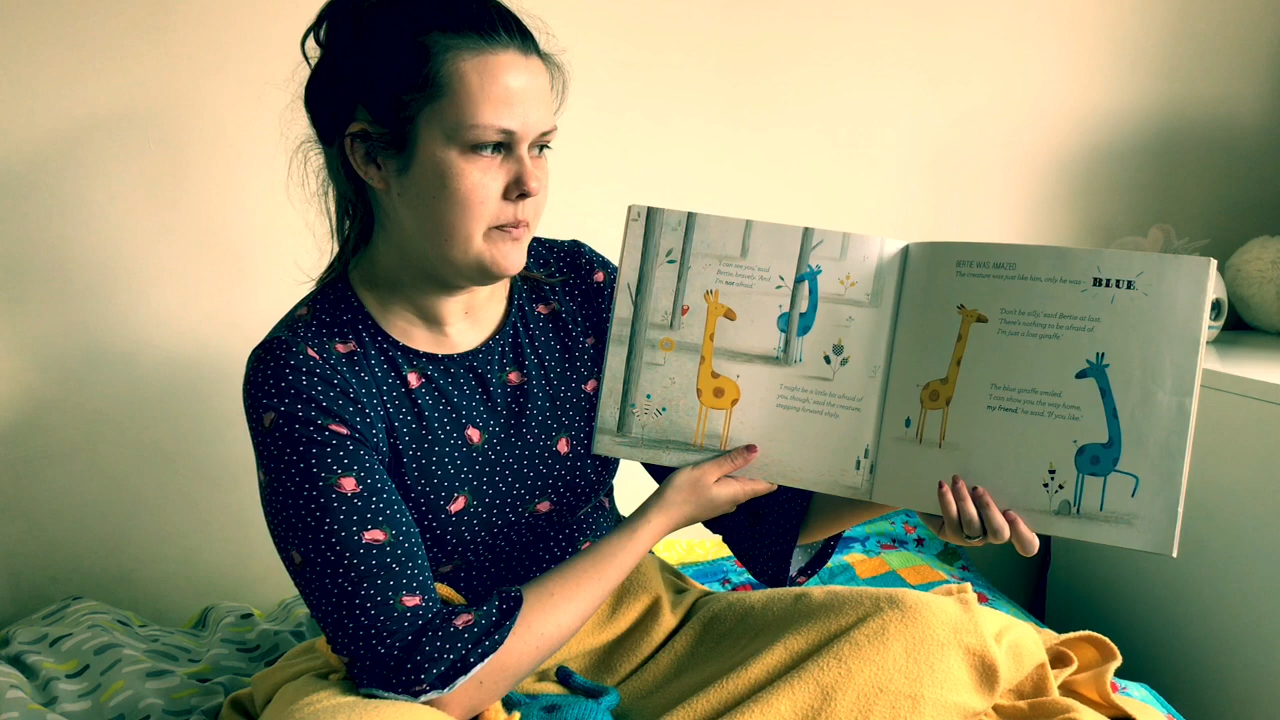 'I can see you,' said
Bertie, bravely. 'And
I'm not afraid.'
'I might be a little bit afraid of
you though,' said the creature,
stepping forward shyly.
BERTIE WAS AMAZED.
The creature was just like him, only he was - BLUE.
'Don't be silly,' said Bertie at last.
'There's nothing to be afraid of.
I'm just a lost giraffe.'
The blue giraffe smiled.
'I can show you the way home,
my friend,' he said. 'If you like.'